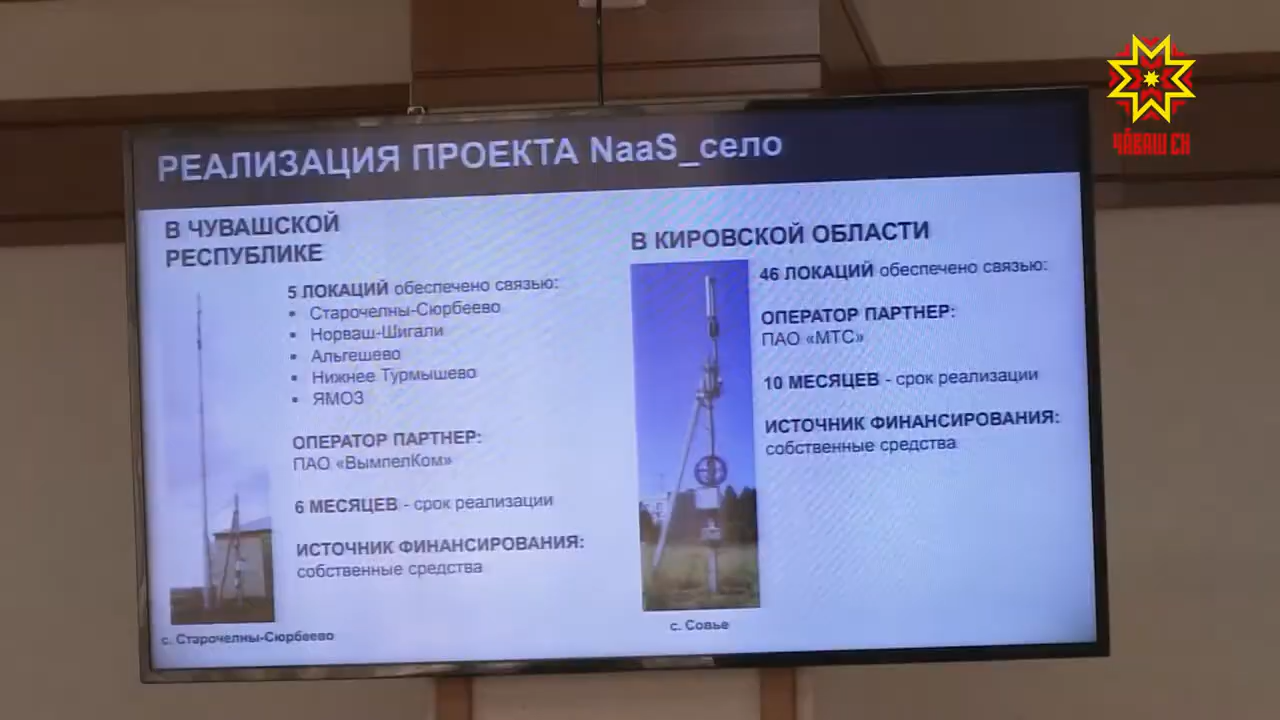 РЕАЛИЗАЦИЯ ПРОЕКТА NaaS_село
В ЧУВАШСКОЙ
РЕСПУБЛИКЕ
5 ЛОКАЦИЙ обеспечено связью:
▪ Старочелны-Сюрбеево
▪ Норваш-Шигали
▪ Альгешево
▪ Нижнее Турмышево
▪ ЯМОЗ
ОПЕРАТОР ПАРТНЕР:
ПАО «ВымпелКом»
6 МЕСЯЦЕВ - срок реализации
ИСТОЧНИК ФИНАНСИРОВАНИЯ:
собственные средства
с. Старочелны-Сюрбеево
В КИРОВСКОЙ ОБЛАСТИ
46 ЛОКАЦИЙ обеспечено связью:
ОПЕРАТОР ПАРТНЕР:
ПАО «МТС»
10 МЕСЯЦЕВ - срок реализации
ИСТОЧНИК ФИНАНСИРОВАНИЯ:
собственные средства
с. Совье
ЧӐВАШ ЕН